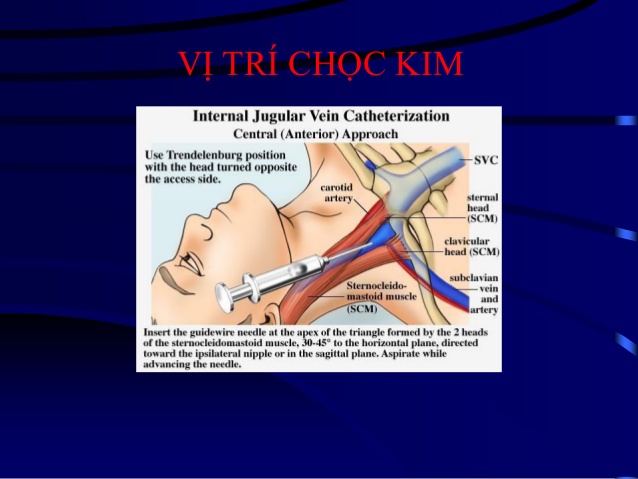 VỊ TRÍ CHỌC KIM
Internal Jugular Vein Catheterization
Central (Anterior) Approach
Use Trendelenburg position
with the head turned opposite
the access side.
carotid
artery
SVC
sternal
head
(SCM)
clavicular
head (SCM)
subclavian
vein
and
artery
Sternocleido-
mastoid muscle
(SCM)
Insert the guidewire needle at the apex of the triangle formed by the 2 heads
of the sternocleidomastoid muscle, 30-45° to the horizontal plane, directed
toward the ipsilateral nipple or in the sagittal plane. Aspirate while
advancing the needle.